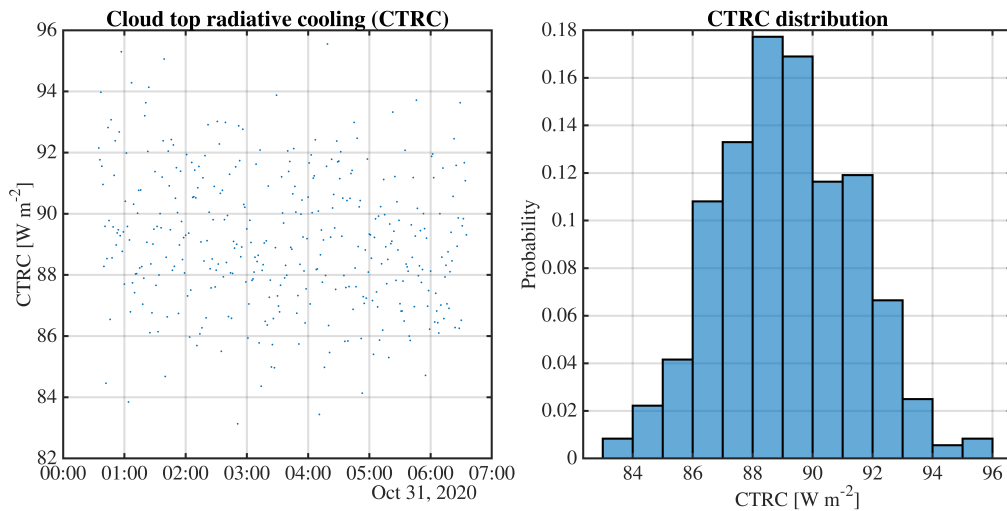 Cloud top radiative cooling (CTRC)
96
94
92
90
88
86
84
82
CTRC [W m-2]
00:00 01:00 02:00 03:00 04:00 05:00 06:00 07:00
Oct 31, 2020
CTRC distribution
0.18
0.16
0.14
0.12
0.1
0.08
0.06
0.04
0.02
0
Probability
84 86 88 90 92 94 96
CTRC [W m-2]